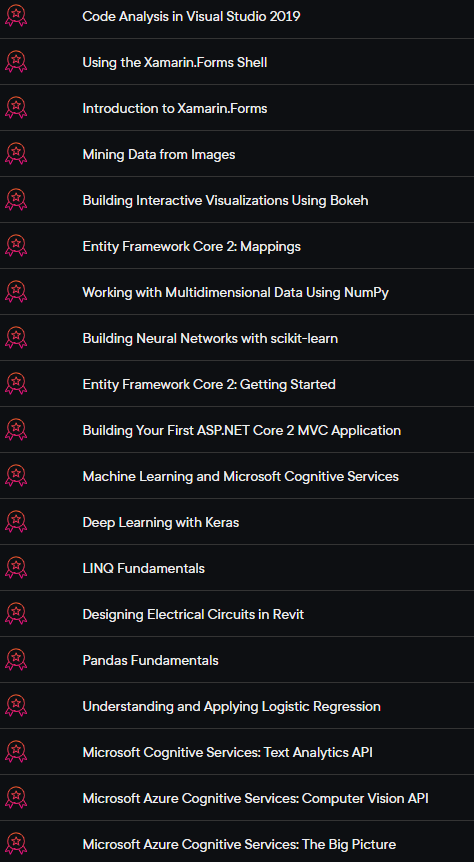 Code Analysis in Visual Studio 2019
Using the Xamarin.Forms Shell
Introduction to Xamarin.Forms
Mining Data from Images
Building Interactive Visualizations Using Bokeh
Entity Framework Core 2: Mappings
Working with Multidimensional Data Using NumPy
Building Neural Networks with scikit-learn
Entity Framework Core 2: Getting Started
Building Your First ASP.NET Core 2 MVC Application
Machine Learning and Microsoft Cognitive Services
Deep Learning with Keras
LINQ Fundamentals
Designing Electrical Circuits in Revit
Pandas Fundamentals
Understanding and Applying Logistic Regression
Microsoft Cognitive Services: Text Analytics API
Microsoft Azure Cognitive Services: Computer Vision API
Microsoft Azure Cognitive Services: The Big Picture